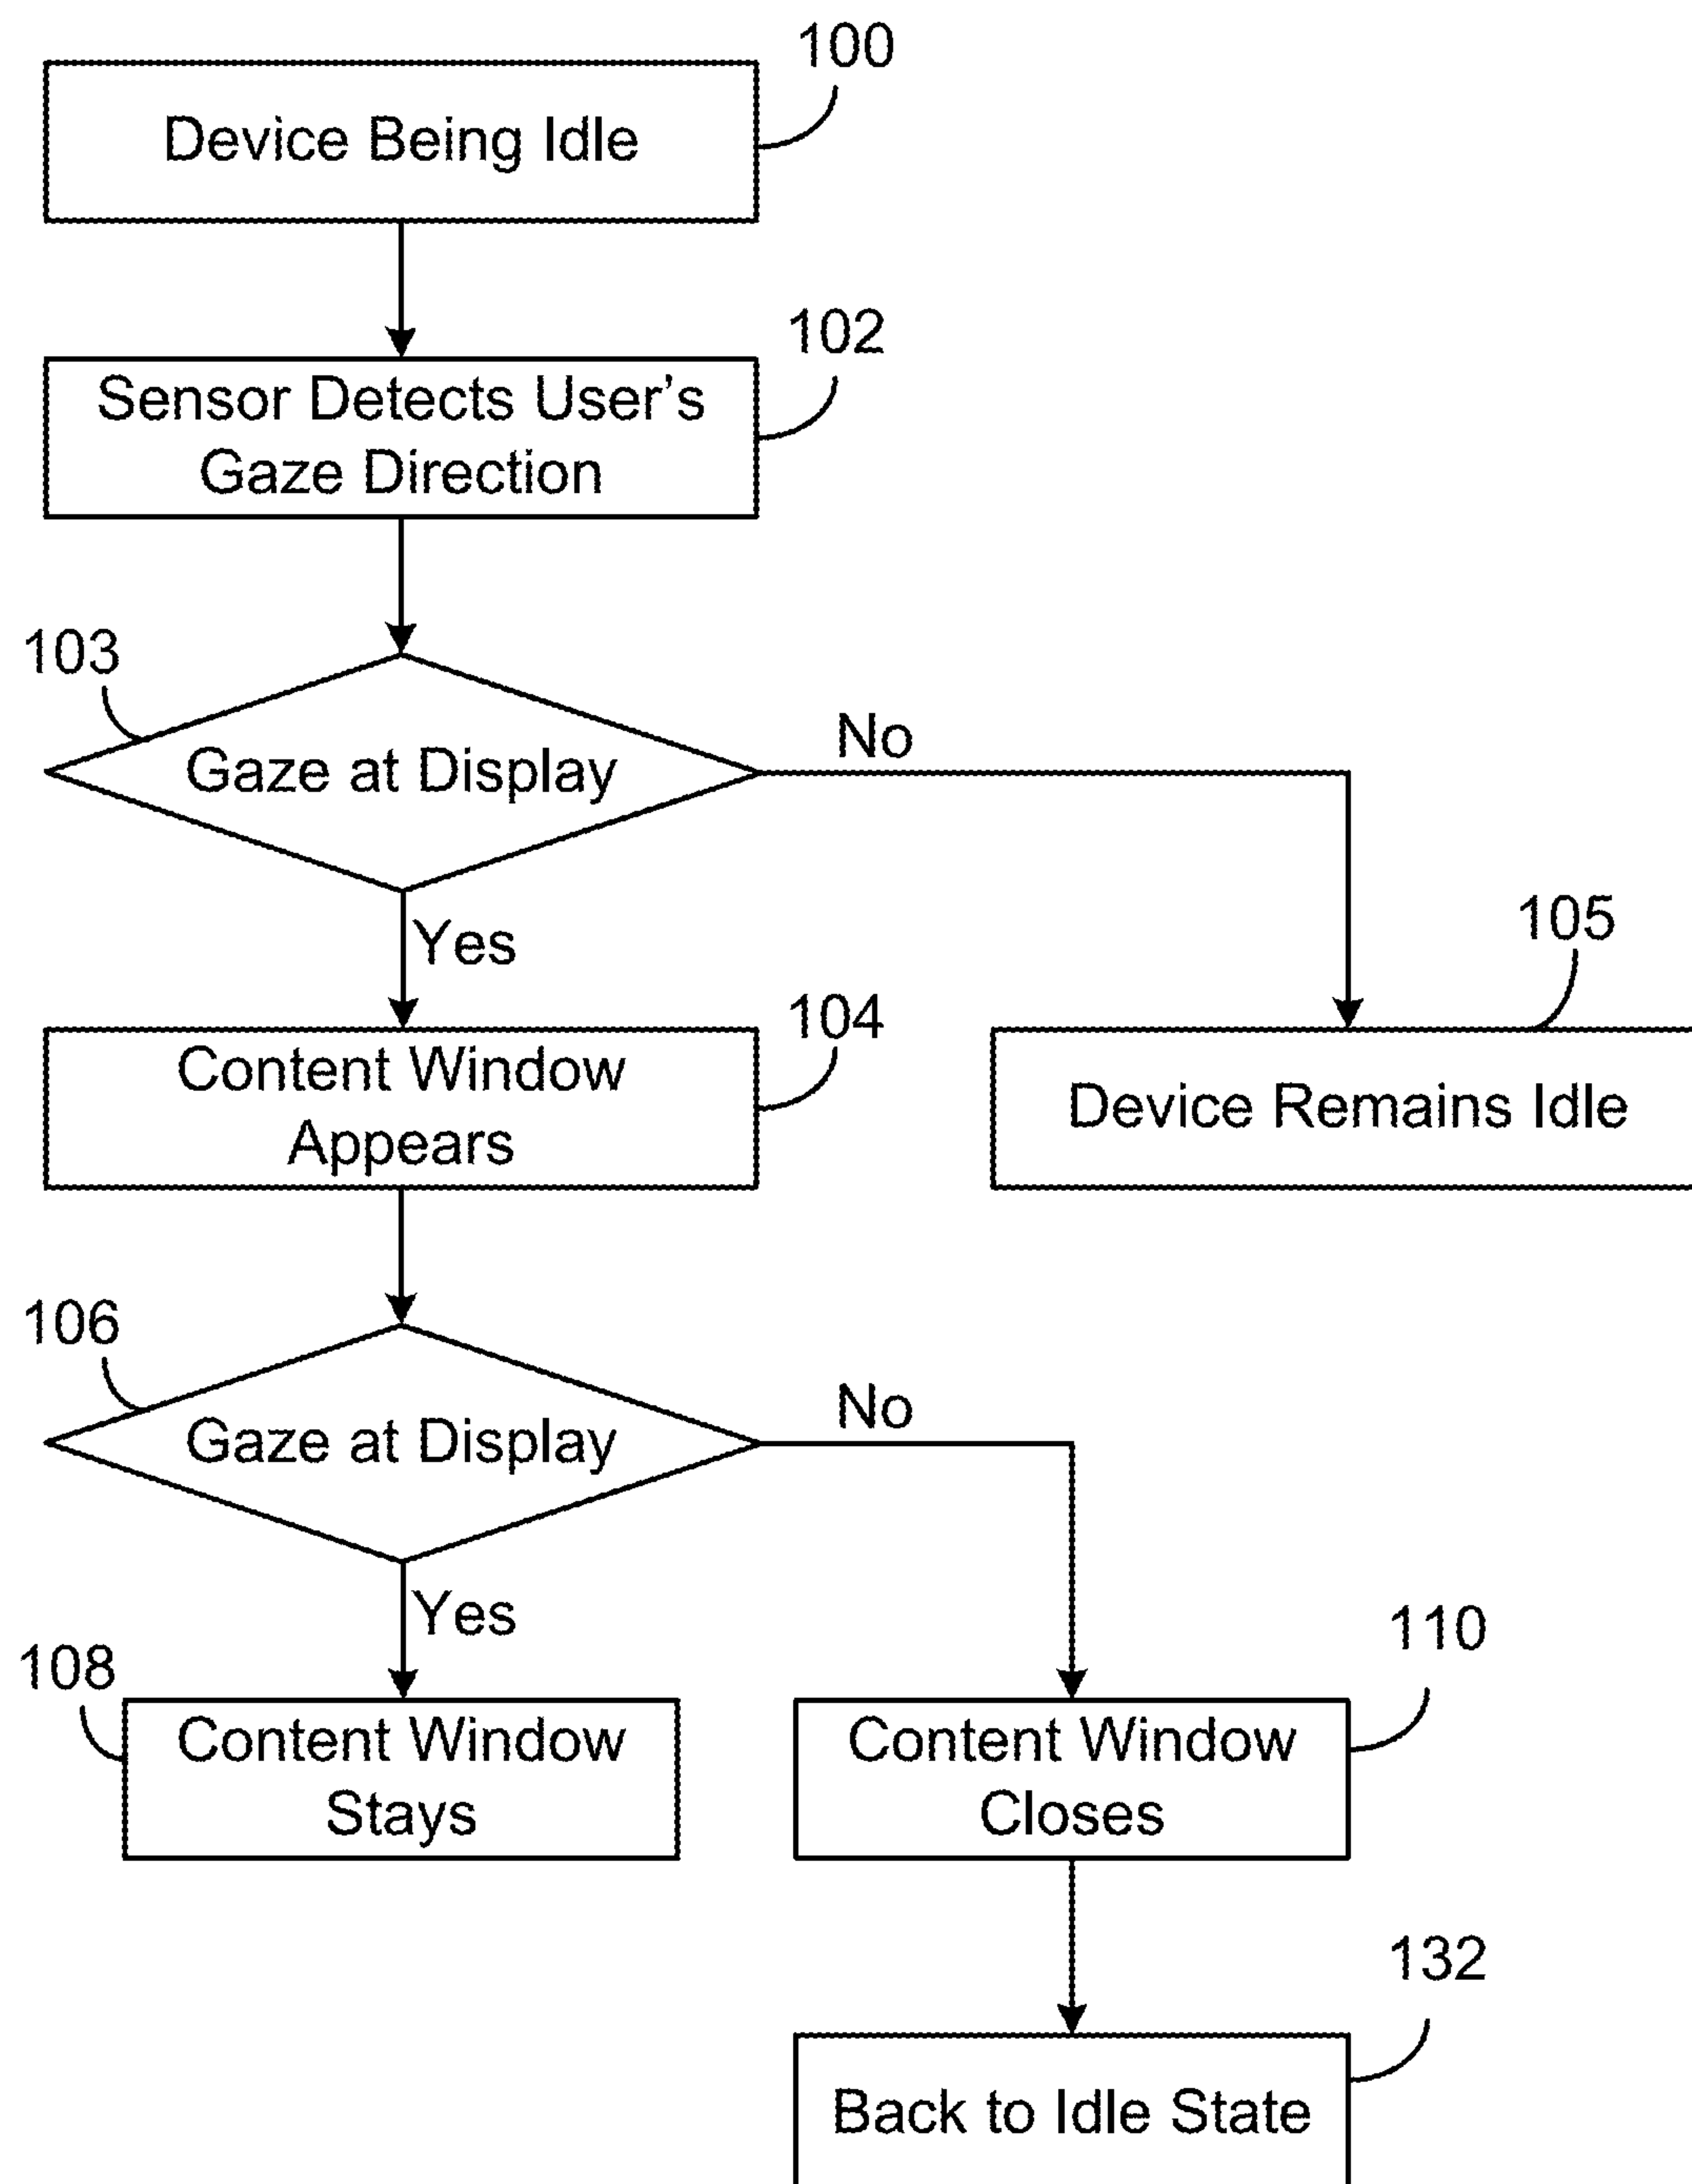 100
Device Being Idle
102
Sensor Detects User's
Gaze Direction
103
Gaze at Display
No
Yes
105
104
Content Window
Appears
Device Remains Idle
106
Gaze at Display
No
Yes
110
108
Content Window
Stays
Content Window
Closes
132
Back to Idle State